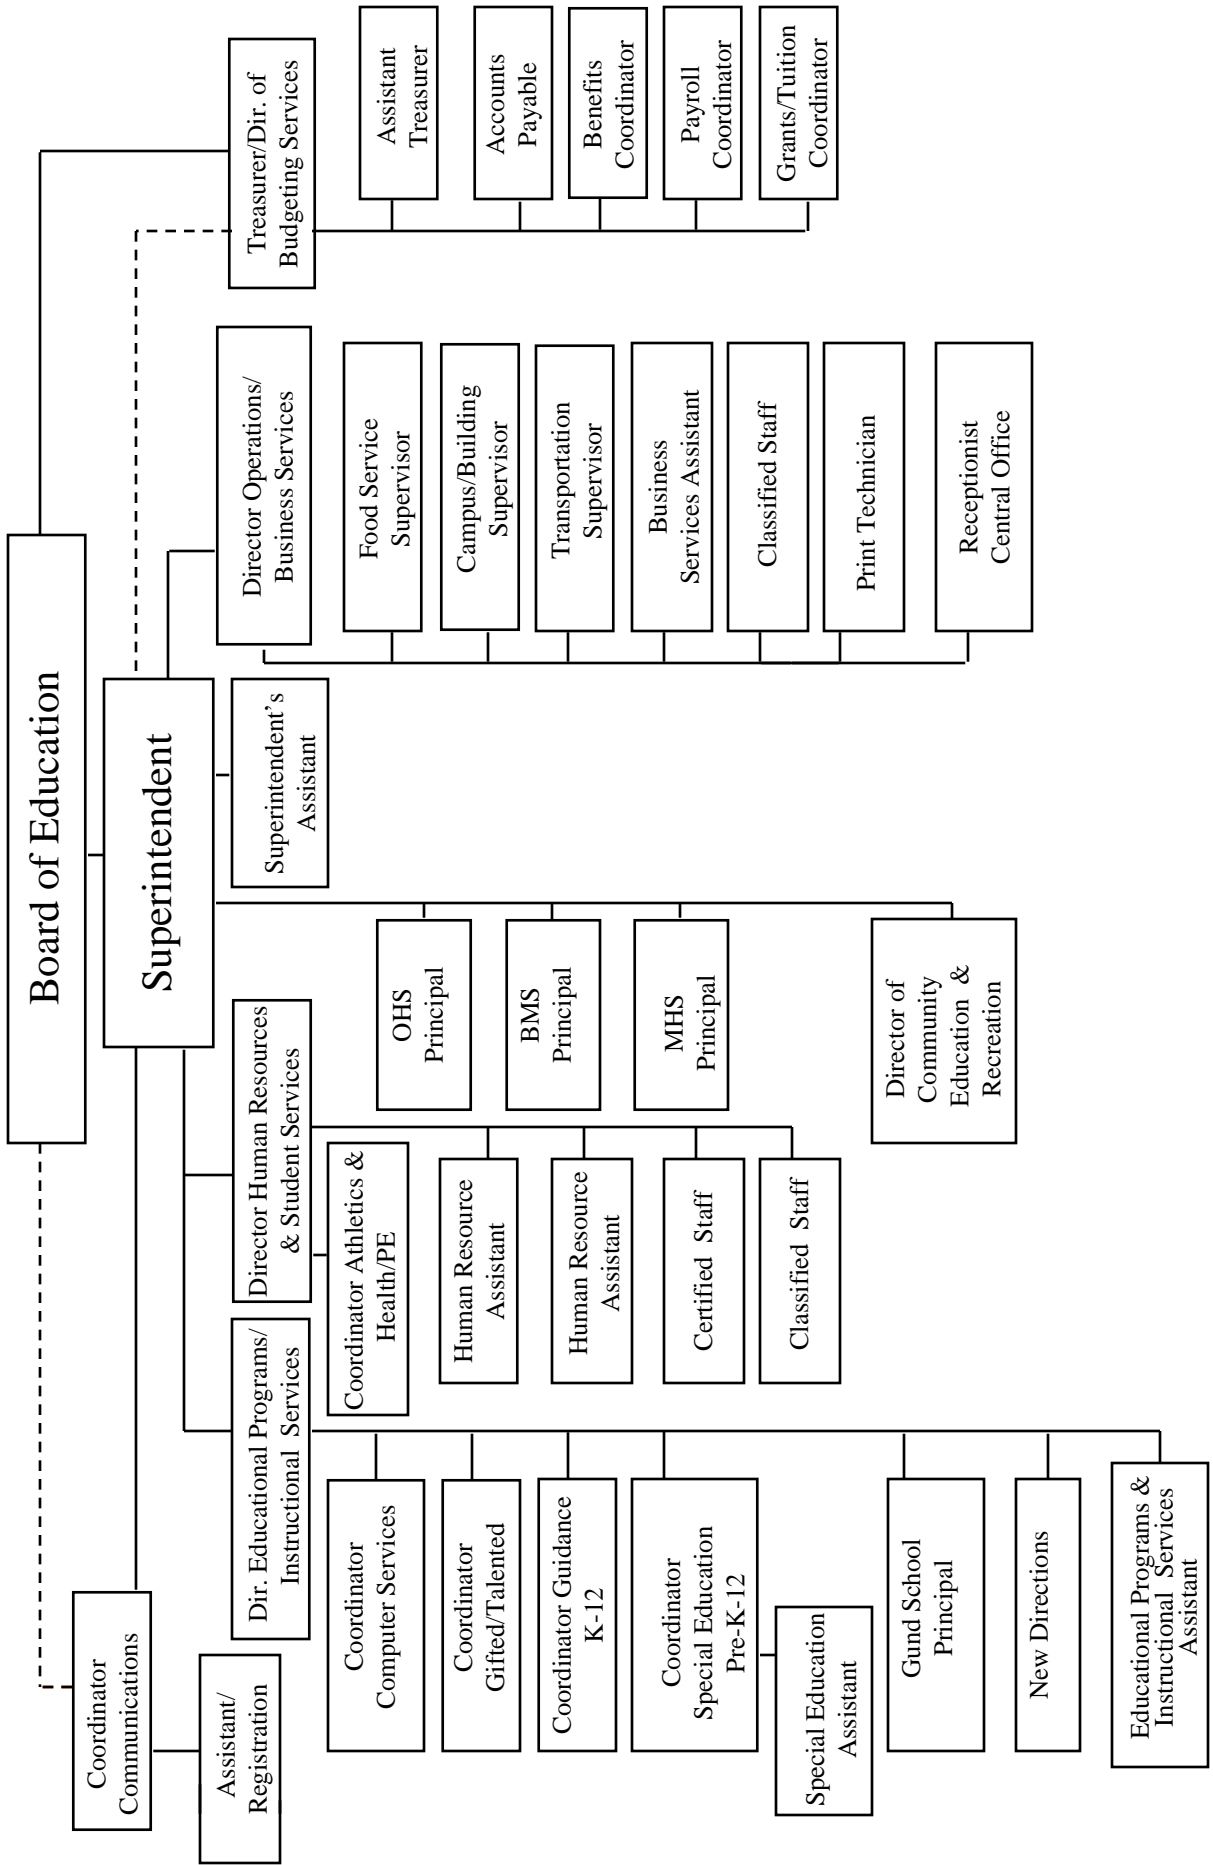 Board of Education
Superintendent
Coordinator
Communications
Assistant/
Registration
Dir. Educational Programs/
Instructional Services
Coordinator
Computer Services
Coordinator
Gifted/Talented
Coordinator Guidance
K-12
Coordinator
Special Education
Pre-K-12
Special Education
Assistant
Gund School
Principal
New Directions
Educational Programs &
Instructional Services
Assistant
Director Human Resources
& Student Services
Coordinator Athletics &
Health/PE
Human Resource
Assistant
Human Resource
Assistant
Certified Staff
Classified Staff
OHS
Principal
BMS
Principal
MHS
Principal
Director of
Community
Education &
Recreation
Superintendent's
Assistant
Director Operations/
Business Services
Food Service
Supervisor
Campus/Building
Supervisor
Transportation
Supervisor
Business
Services Assistant
Classified Staff
Print Technician
Receptionist
Central Office
Treasurer/Dir. of
Budgeting Services
Assistant
Treasurer
Accounts
Payable
Benefits
Coordinator
Payroll
Coordinator
Grants/Tuition
Coordinator